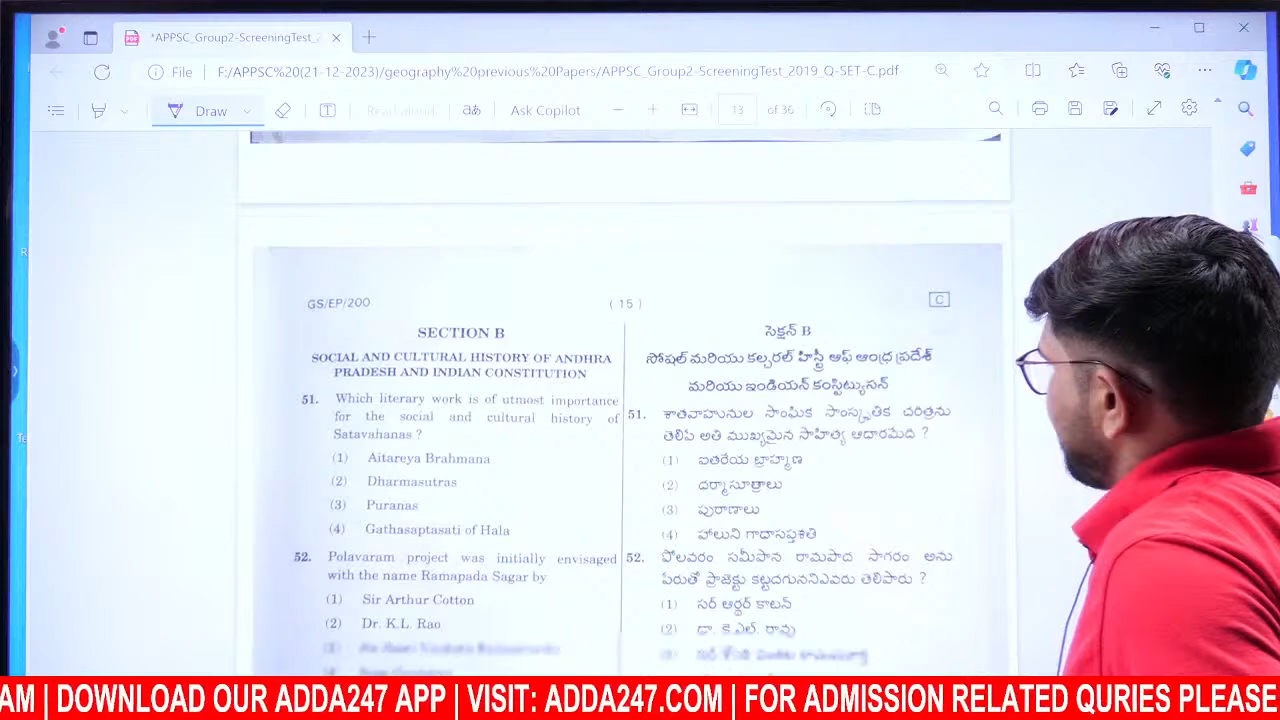 *APPSC_Group2-ScreeningTest_2
File
F:/APPSC%20(21-12-2023)/geography%20previous%20Papers/APPSC_Group2-ScreeningTest_2019_Q-SET-C.pdf
Draw
Read aloud
Ask Copilot
13 of 36
GS/EP/200
( 15 )
C
SECTION B
SOCIAL AND CULTURAL HISTORY OF ANDHRA
PRADESH AND INDIAN CONSTITUTION
51. Which literary work is of utmost importance
for the social and cultural history of
Satavahanas ?
(1) Aitareya Brahmana
(2) Dharmasutras
(3) Puranas
(4) Gathasaptasati of Hala
52. Polavaram project was initially envisaged
with the name Ramapada Sagar by
(1) Sir Arthur Cotton
(2) Dr. K.L. Rao
సెక్షన్ B
సోషల్ మరియు కల్చరల్ హిస్టరీ ఆఫ్ ఆంధ్ర ప్రదేశ్
మరియు ఇండియన్ కంస్టిట్యుసన్
51. శాతవాహనుల సాంఘిక సాంస్కృతిక చరిత్రను
తెలిపే అతి ముఖ్యమైన సాహిత్య ఆధారమేది ?
(1) ఐతరేయ బ్రాహ్మణ
(2) ధర్మాసూత్రాలు
(3) పురాణాలు
(4) హాలుని గాధాసప్తశతి
52. పోలవరం సమీపాన రామపాద సాగరం అను
పేరుతో ప్రాజెక్టు కట్టదగునని ఎవరు తెలిపారు ?
(1) సర్ ఆర్థర్ కాటన్
(2) డా. కె.ఎల్. రావు
AM | DOWNLOAD OUR ADDA247 APP | VISIT: ADDA247.COM | FOR ADMISSION RELATED QURIES PLEASE